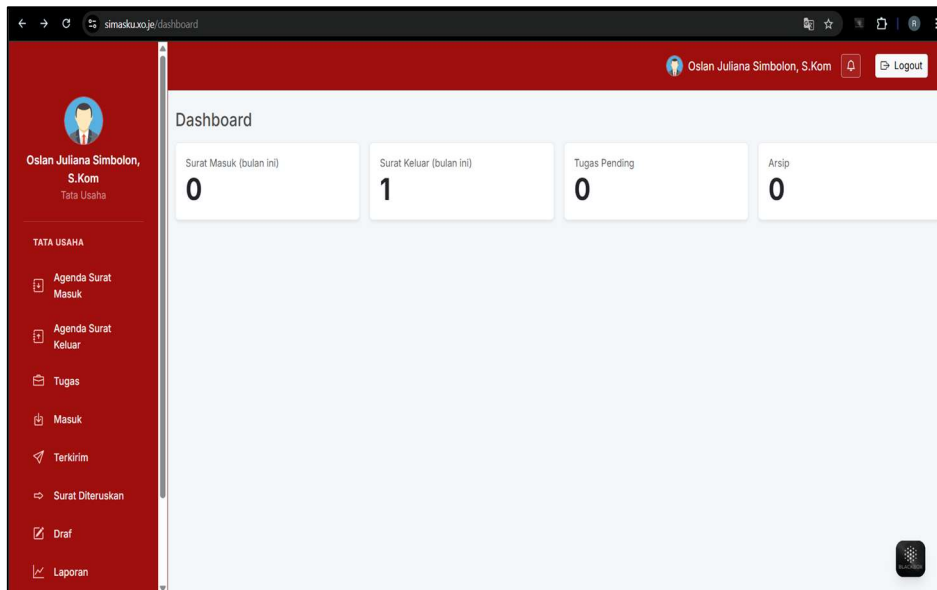 simasku.xo.je/dashboard
R
Oslan Juliana Simbolon, S.Kom
Logout
Oslan Juliana Simbolon,
S.Kom
Tata Usaha
TATA USAHA
Agenda Surat
Masuk
Agenda Surat
Keluar
Tugas
Masuk
Terkirim
Surat Diteruskan
Draf
Laporan
Dashboard
Surat Masuk (bulan ini)
0
Surat Keluar (bulan ini)
1
Tugas Pending
0
Arsip
0
BLACKBOX